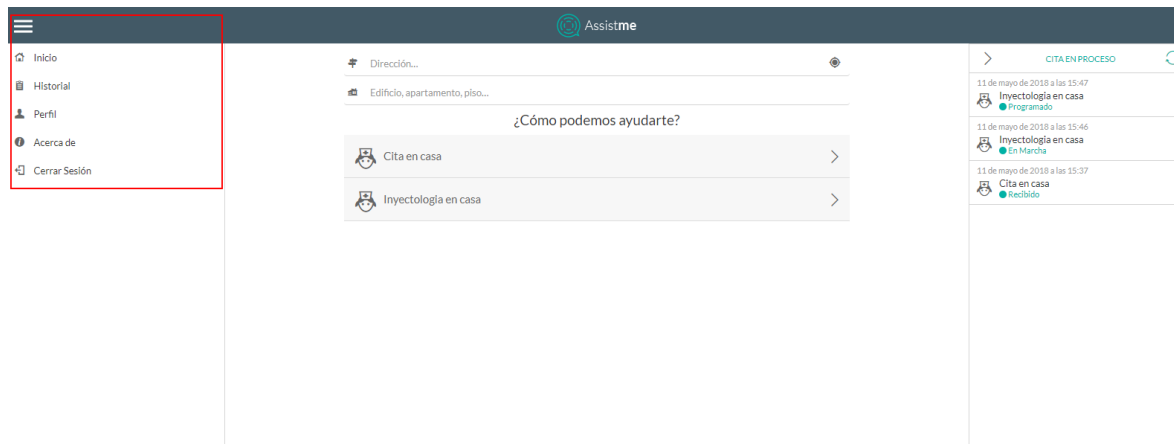 Assistme
Inicio
Historial
Perfil
Acerca de
Cerrar Sesión
Dirección...
Edificio, apartamento, piso...
¿Cómo podemos ayudarte?
Cita en casa
Inyectologia en casa
CITA EN PROCESO
11 de mayo de 2018 a las 15:47
Inyectologia en casa
Programado
11 de mayo de 2018 a las 15:46
Inyectologia en casa
En Marcha
11 de mayo de 2018 a las 15:37
Cita en casa
Recibido